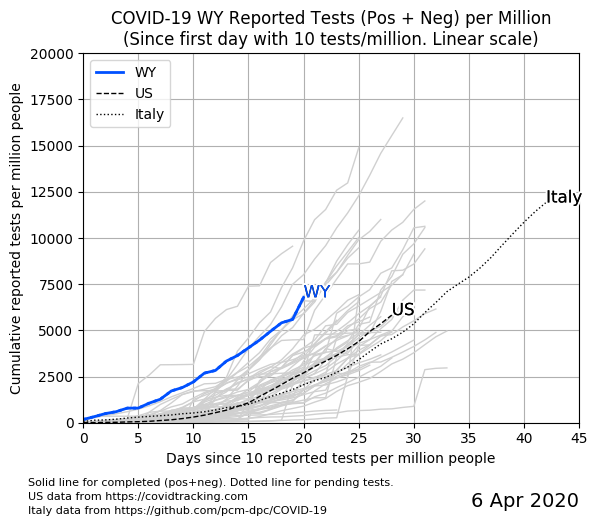 COVID-19 WY Reported Tests (Pos + Neg) per Million
(Since first day with 10 tests/million. Linear scale)
Cumulative reported tests per million people
20000
17500
15000
12500
10000
7500
5000
2500
0
WY
US
Italy
WY
US
Italy
0 5 10 15 20 25 30 35 40 45
Days since 10 reported tests per million people
Solid line for completed (pos+neg). Dotted line for pending tests.
US data from https://covidtracking.com
Italy data from https://github.com/pcm-dpc/COVID-19
6 Apr 2020